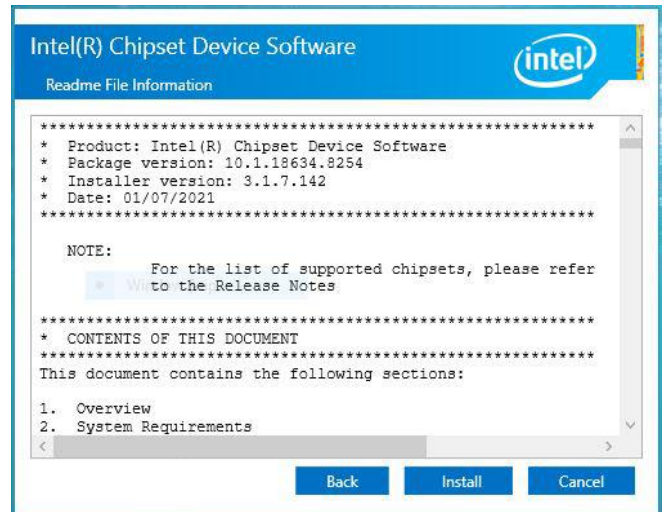 Intel(R) Chipset Device Software
intel
Readme File Information
************************************************************
* Product: Intel(R) Chipset Device Software
* Package version: 10.1.18634.8254
* Installer version: 3.1.7.142
* Date: 01/07/2021
************************************************************
NOTE:
For the list of supported chipsets, please refer
to the Release Notes
************************************************************
* CONTENTS OF THIS DOCUMENT
************************************************************
This document contains the following sections:
1. Overview
2. System Requirements
Back Install Cancel